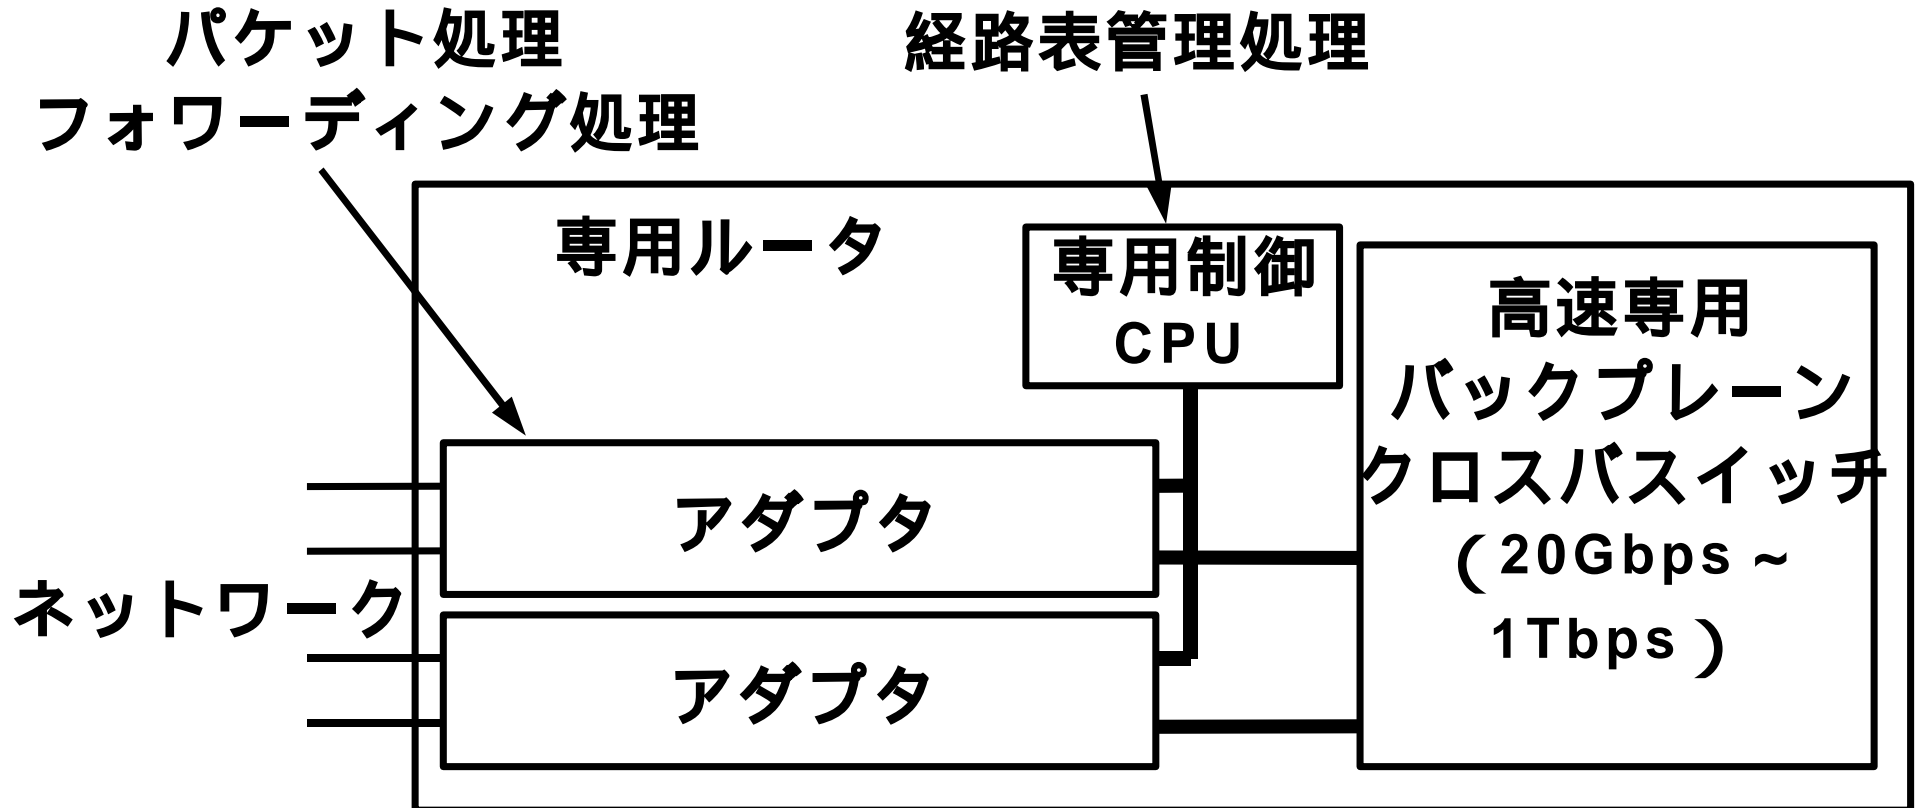 パケット処理
フォワーディング処理
経路表管理処理
専用ルータ
専用制御
CPU
高速専用
バックプレーン
クロスバスイッチ
(20Gbps ~
1Tbps)
アダプタ
ネットワーク
アダプタ